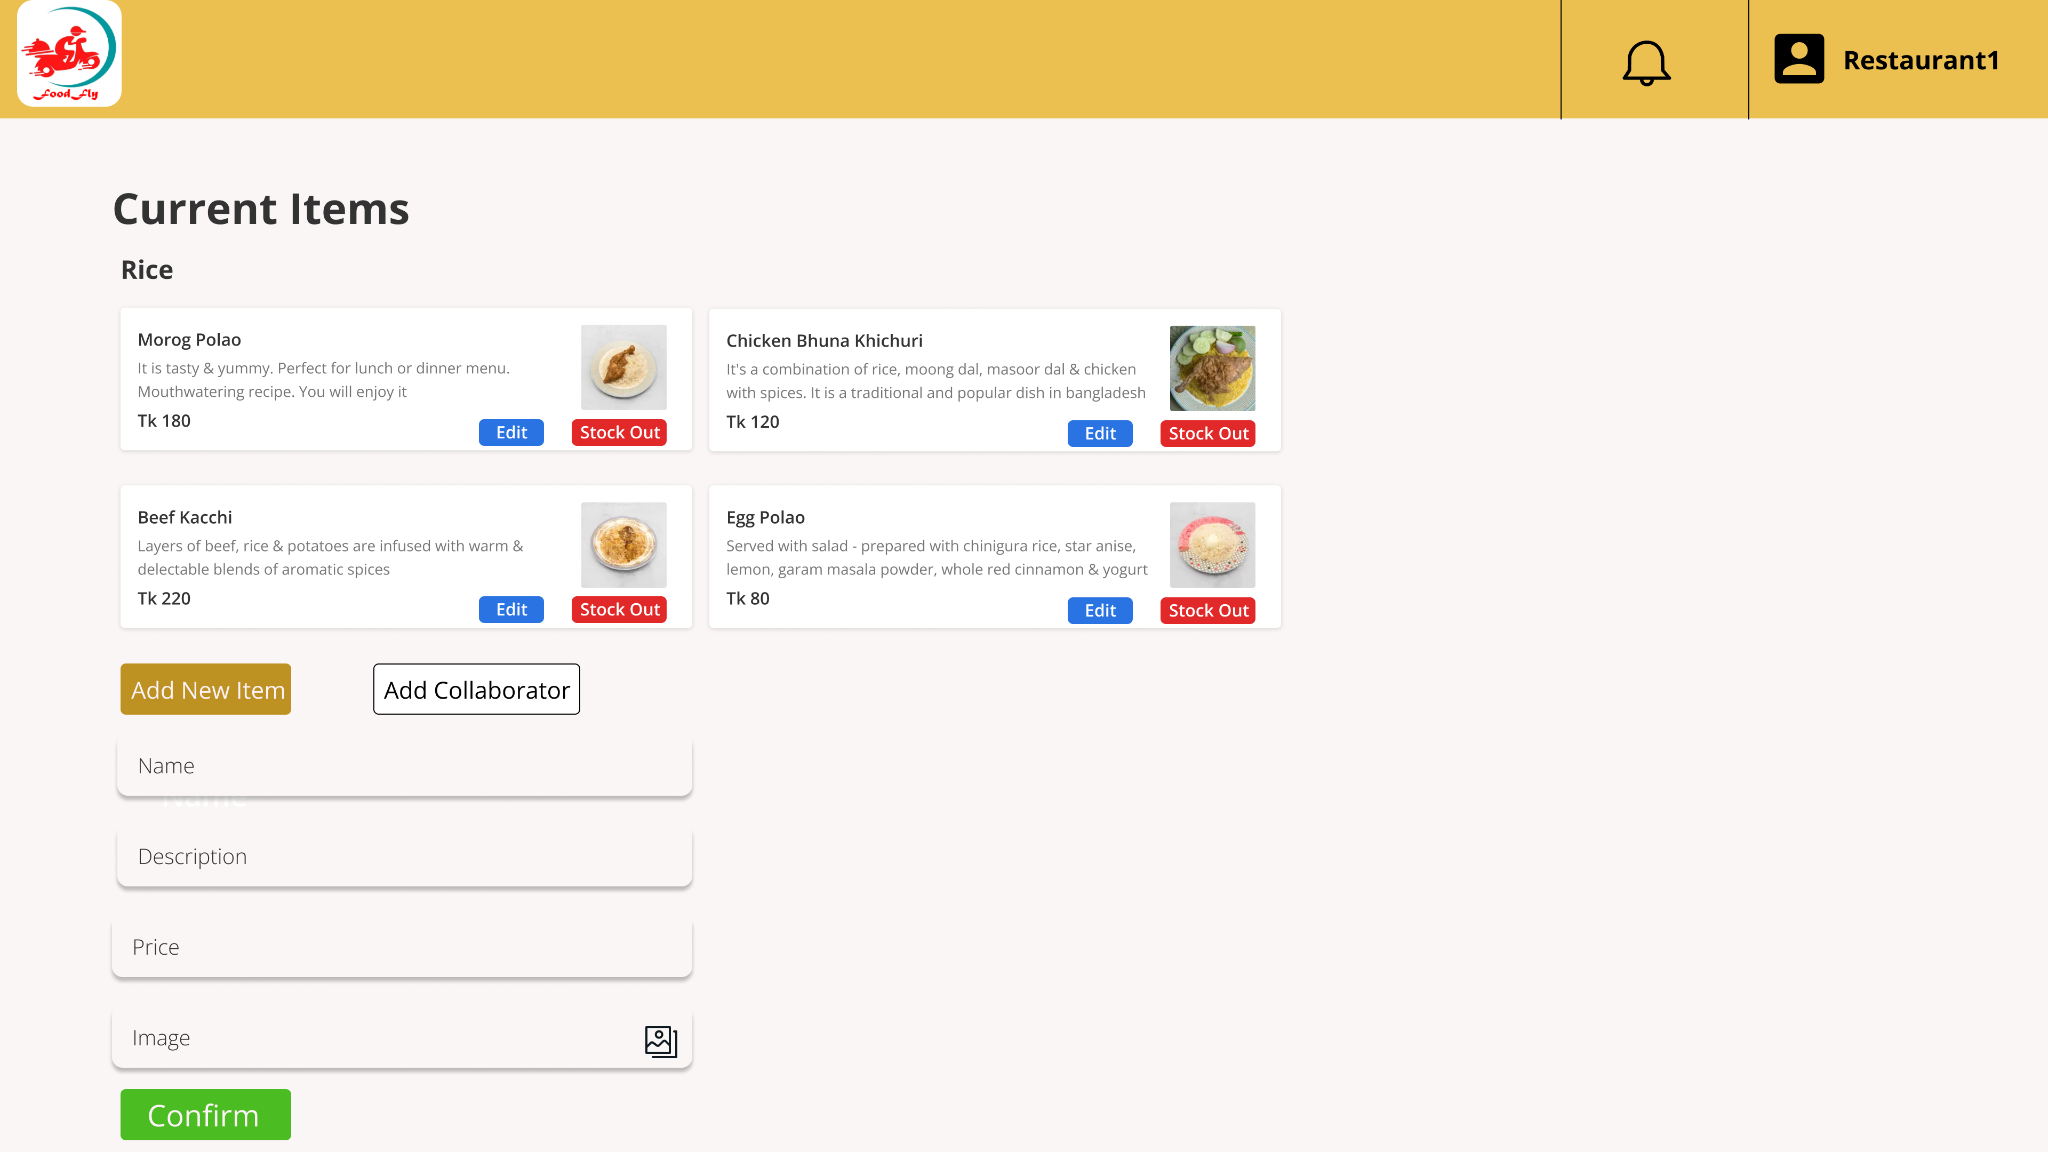 Food Fly
Restaurant1
Current Items
Rice
Morog Polao
It is tasty & yummy. Perfect for lunch or dinner menu.
Mouthwatering recipe. You will enjoy it
Tk 180
Edit
Stock Out
Chicken Bhuna Khichuri
It's a combination of rice, moong dal, masoor dal & chicken
with spices. It is a traditional and popular dish in bangladesh
Tk 120
Edit
Stock Out
Beef Kacchi
Layers of beef, rice & potatoes are infused with warm &
delectable blends of aromatic spices
Tk 220
Edit
Stock Out
Egg Polao
Served with salad - prepared with chinigura rice, star anise,
lemon, garam masala powder, whole red cinnamon & yogurt
Tk 80
Edit
Stock Out
Add New Item
Add Collaborator
Name
Name
Description
Price
Image
Confirm